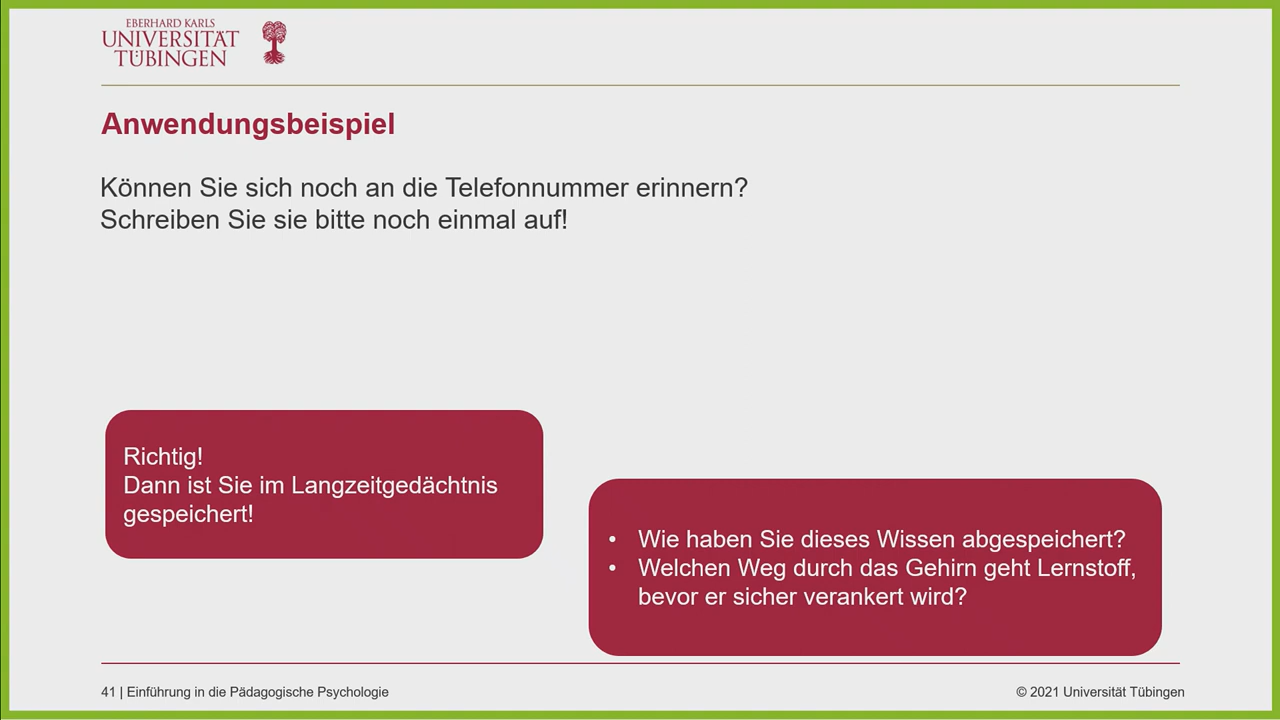 EBERHARD KARLS
UNIVERSITÄT
TÜBINGEN
Anwendungsbeispiel
Können Sie sich noch an die Telefonnummer erinnern?
Schreiben Sie sie bitte noch einmal auf!
Richtig!
Dann ist Sie im Langzeitgedächtnis
gespeichert!
• Wie haben Sie dieses Wissen abgespeichert?
• Welchen Weg durch das Gehirn geht Lernstoff,
bevor er sicher verankert wird?
41 | Einführung in die Pädagogische Psychologie
© 2021 Universität Tübingen